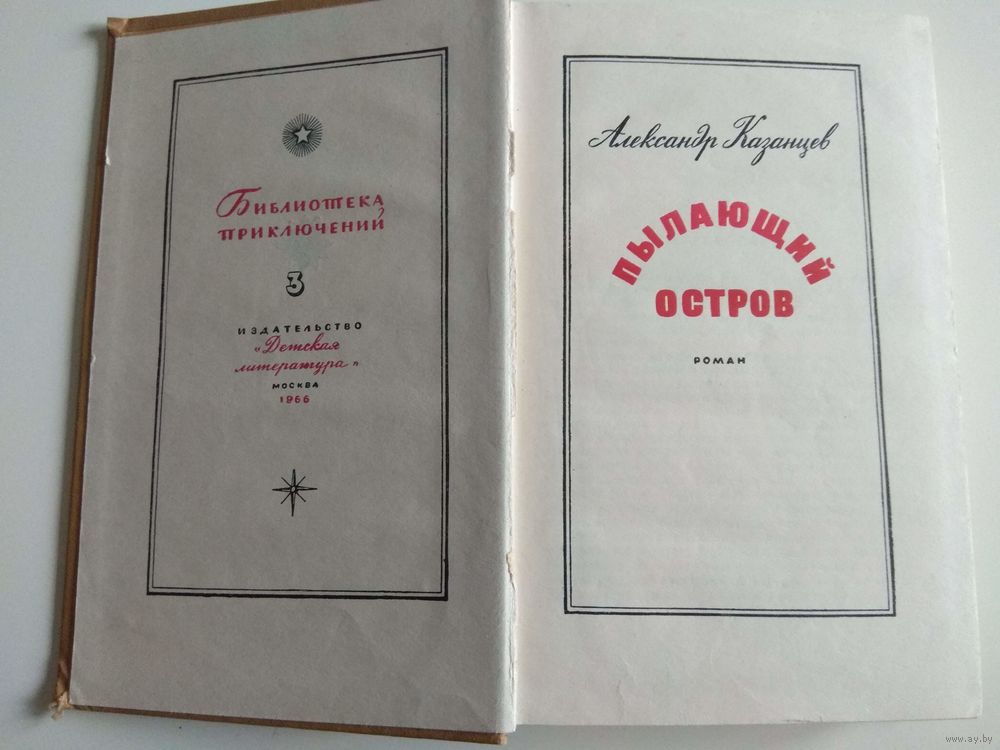 Библиотека
приключений
3
ИЗДАТЕЛЬСТВО
„Детская
литература"
МОСКВА
1966
Александр Казанцев
ПЫЛАЮЩИЙ
ОСТРОВ
РОМАН
www.ay.by